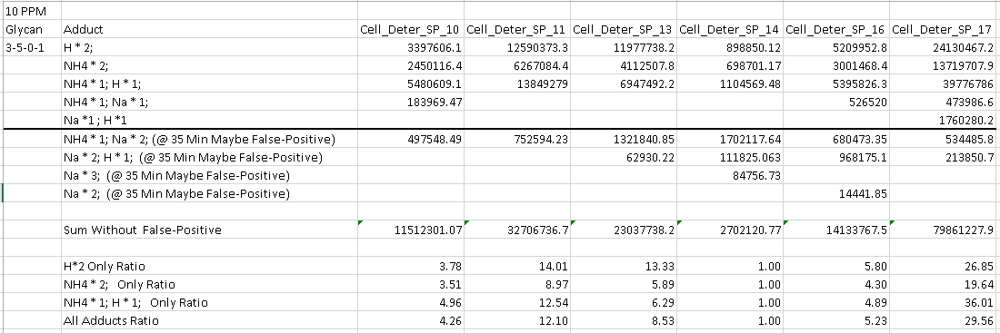 10 PPM
Glycan Adduct Cell_Deter_SP_10 Cell_Deter_SP_11 Cell_Deter_SP_13 Cell_Deter_SP_14 Cell_Deter_SP_16 Cell_Deter_SP_17
3-5-0-1 H * 2; 3397606.1 12590373.3 11977738.2 898850.12 5209952.8 24130467.2
NH4 * 2; 2450116.4 6267084.4 4112507.8 698701.17 3001468.4 13719707.9
NH4 * 1; H * 1; 5480609.1 13849279 6947492.2 1104569.48 5395826.3 39776786
NH4 * 1; Na * 1; 183969.47 526520 473986.6
Na *1 ; H *1 1760280.2
NH4 * 1; Na * 2; (@ 35 Min Maybe False-Positive) 497548.49 752594.23 1321840.85 1702117.64 680473.35 534485.8
Na * 2; H * 1; (@ 35 Min Maybe False-Positive) 62930.22 111825.063 968175.1 213850.7
Na * 3; (@ 35 Min Maybe False-Positive) 84756.73
Na * 2; (@ 35 Min Maybe False-Positive) 14441.85
Sum Without False-Positive 11512301.07 32706736.7 23037738.2 2702120.77 14133767.5 79861227.9
H*2 Only Ratio 3.78 14.01 13.33 1.00 5.80 26.85
NH4 * 2; Only Ratio 3.51 8.97 5.89 1.00 4.30 19.64
NH4 * 1; H * 1; Only Ratio 4.96 12.54 6.29 1.00 4.89 36.01
All Adducts Ratio 4.26 12.10 8.53 1.00 5.23 29.56